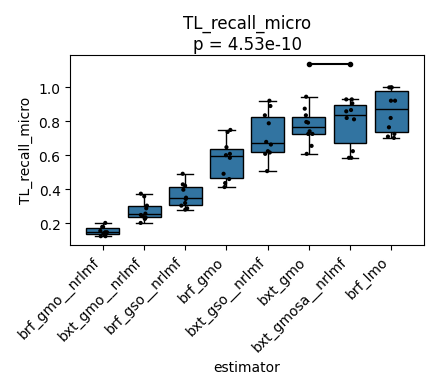 TL_recall_micro
p = 4.53e-10
TL_recall_micro
1.0
0.8
0.6
0.4
0.2
brf_gmo__nrlmf
bxt_gmo__nrlmf
brf_gso__nrlmf
brf_gmo
bxt_gso__nrlmf
bxt_gmo
bxt_gmosa__nrlmf
brf_lmo
estimator